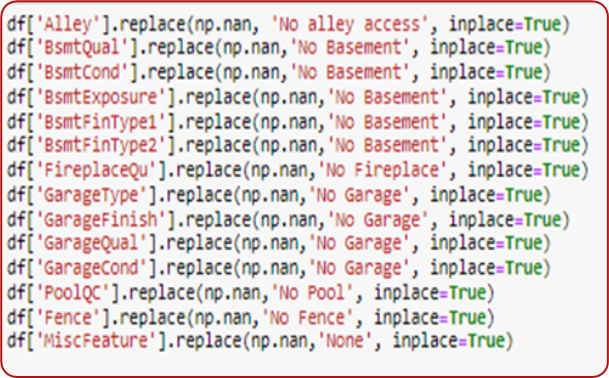 df['Alley'].replace(np.nan, 'No alley access', inplace=True)
df['BsmtQual'].replace(np.nan,'No Basement', inplace=True)
df['BsmtCond'].replace(np.nan,'No Basement', inplace=True)
df['BsmtExposure'].replace(np.nan,'No Basement', inplace=True)
df['BsmtFinType1'].replace(np.nan,'No Basement', inplace=True)
df['BsmtFinType2'].replace(np.nan,'No Basement', inplace=True)
df['FireplaceQu'].replace(np.nan,'No Fireplace', inplace=True)
df['GarageType'].replace(np.nan,'No Garage', inplace=True)
df['GarageFinish'].replace(np.nan,'No Garage', inplace=True)
df['GarageQual'].replace(np.nan,'No Garage', inplace=True)
df['GarageCond'].replace(np.nan,'No Garage', inplace=True)
df['PoolQC'].replace(np.nan,'No Pool', inplace=True)
df['Fence'].replace(np.nan,'No Fence', inplace=True)
df['MiscFeature'].replace(np.nan,'None', inplace=True)